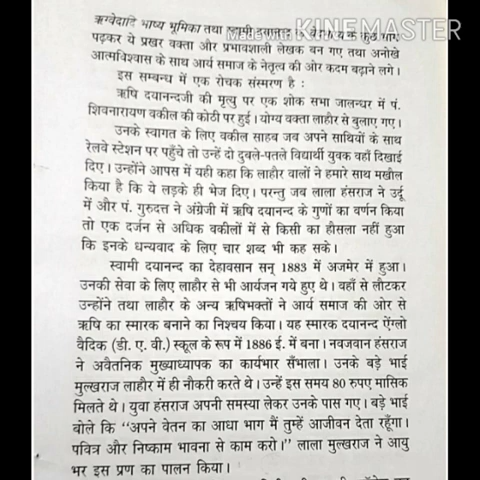 ऋग्वेदादि भाष्य भूमिका तथा स्वामी दयानन्द के कुछ भाग
Made With KINEMASTER
पढ़कर ये प्रखर वक्ता और प्रभावशाली लेखक बन गए तथा अनोखे
आत्मविश्वास के साथ आर्य समाज के नेतृत्व की ओर कदम बढ़ाने लगे।
इस सम्बन्ध में एक रोचक संस्मरण है :
ऋषि दयानन्दजी की मृत्यु पर एक शोक सभा जालन्धर में पं.
शिवनारायण वकील की कोठी पर हुई। योग्य वक्ता लाहौर से बुलाए गए।
उनके स्वागत के लिए वकील साहब जब अपने साथियों के साथ
रेलवे स्टेशन पर पहुँचे तो उन्हें दो दुबले-पतले विद्यार्थी युवक वहाँ दिखाई
दिए। उन्होंने आपस में यही कहा कि लाहौर वालों ने हमारे साथ मखौल
किया है कि ये लड़के ही भेज दिए। परन्तु जब लाला हंसराज ने उर्दू
में और पं. गुरुदत्त ने अंग्रेजी में ऋषि दयानन्द के गुणों का वर्णन किया
तो एक दर्जन से अधिक वकीलों में से किसी का हौसला नहीं हुआ
कि इनके धन्यवाद के लिए चार शब्द भी कह सके।
स्वामी दयानन्द का देहावसान सन् 1883 में अजमेर में हुआ।
उनकी सेवा के लिए लाहौर से भी आर्यजन गये हुए थे। वहाँ से लौटकर
उन्होंने तथा लाहौर के अन्य ऋषिभक्तों ने आर्य समाज की ओर से
ऋषि का स्मारक बनाने का निश्चय किया। यह स्मारक दयानन्द ऐंग्लो
वैदिक (डी. ए. वी.) स्कूल के रूप में 1886 ई. में बना। नवजवान हंसराज
ने अवैतनिक मुख्याध्यापक का कार्यभार सँभाला। उनके बड़े भाई
मुल्खराज लाहौर में ही नौकरी करते थे। उन्हें इस समय 80 रुपए मासिक
मिलते थे। युवा हंसराज अपनी समस्या लेकर उनके पास गए। बड़े भाई
बोले कि “अपने वेतन का आधा भाग मैं तुम्हें आजीवन देता रहूँगा।
पवित्र और निष्काम भावना से काम करो।” लाला मुल्खराज ने आयु
भर इस प्रण का पालन किया।